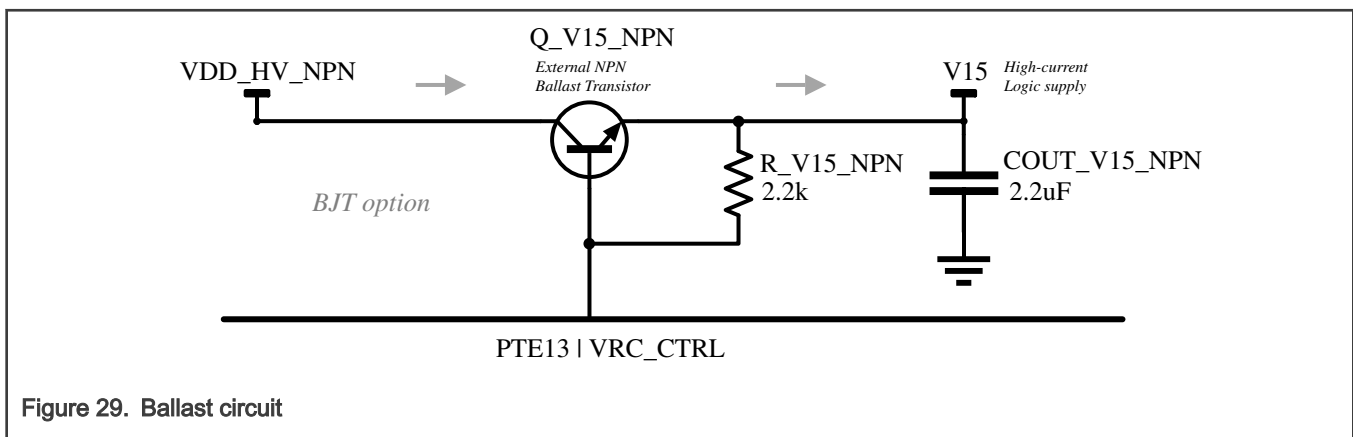 Q_V15_NPN
VDD_HV_NPN
External NPN
Ballast Transistor
V15
High-current
Logic supply
R_V15_NPN
2.2k
COUT_V15_NPN
2.2uF
BJT option
PTE13 | VRC_CTRL
Figure 29. Ballast circuit